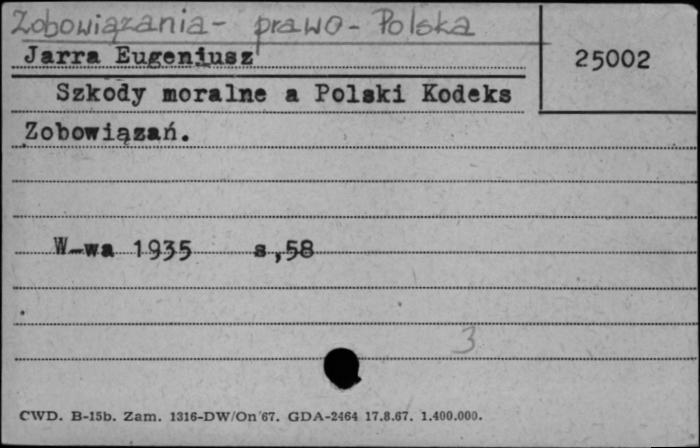 Zobowiązania - prawo - Polska
Jarra Eugeniusz
25002
Szkody moralne a Polski Kodeks
Zobowiązań.
W-wa 1935 s,58
3
CWD. B-15b. Zam. 1316-DW/On/67. GDA-2464 17.8.67. 1.400.000.